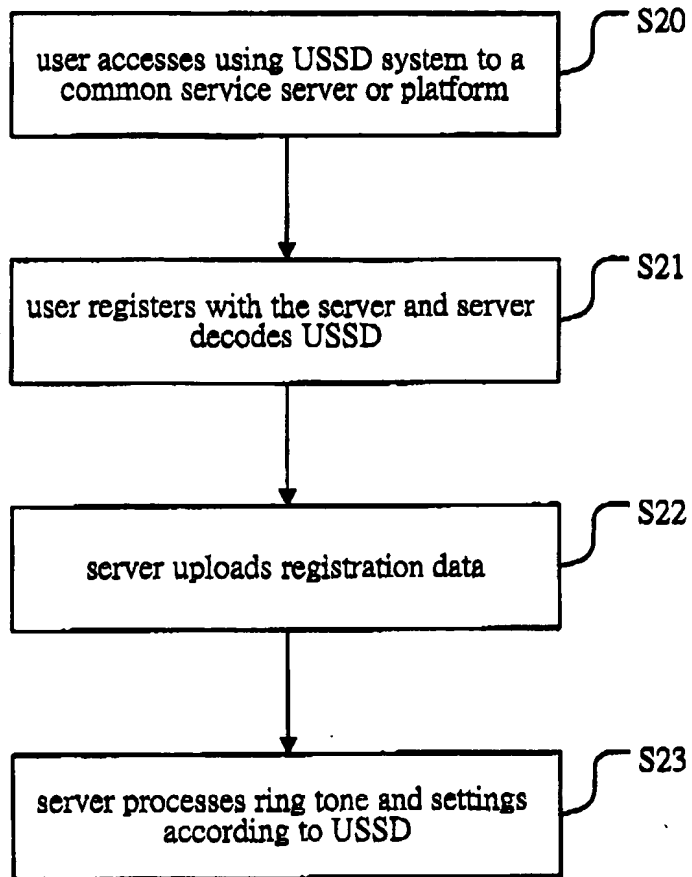 S20
user accesses using USSD system to a
common service server or platform
S21
user registers with the server and server
decodes USSD
S22
server uploads registration data
S23
server processes ring tone and settings
according to USSD